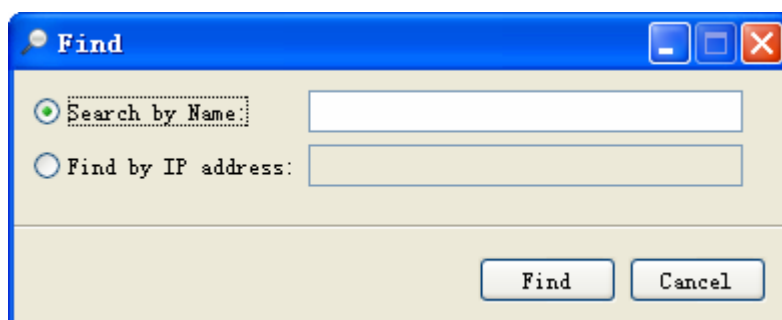 Find
Search by Name:
Find by IP address:
Find Cancel